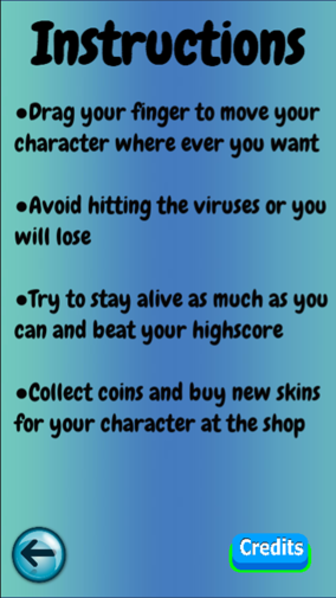 Instructions
•Drag your finger to move your
character where ever you want
•Avoid hitting the viruses or you
will lose
•Try to stay alive as much as you
can and beat your highscore
•Collect coins and buy new skins
for your character at the shop
Credits